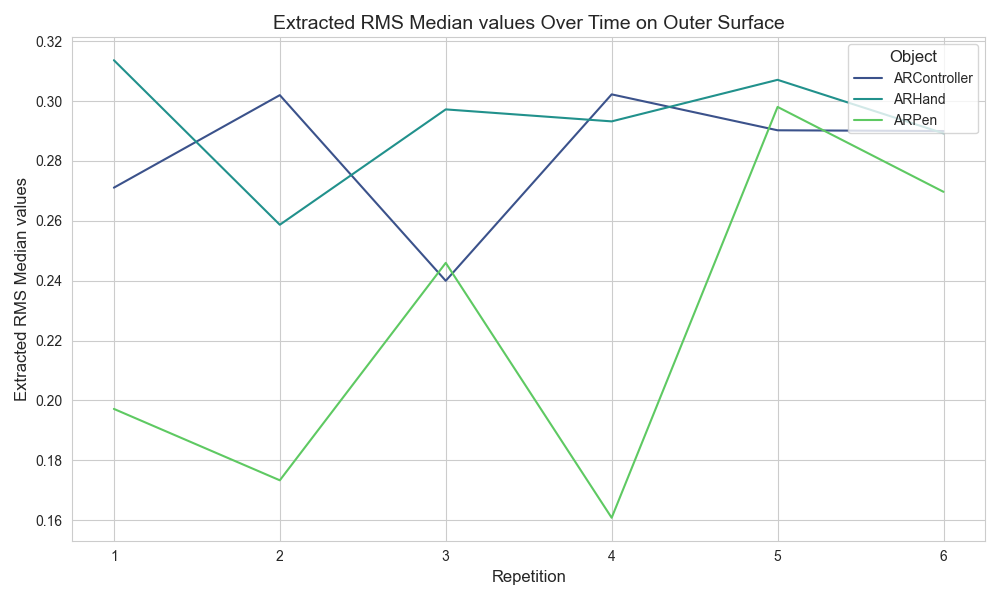 Extracted RMS Median values Over Time on Outer Surface
Extracted RMS Median values
0.32
0.30
0.28
0.26
0.24
0.22
0.20
0.18
0.16
Object
ARController
ARHand
ARPen
1 2 3 4 5 6
Repetition